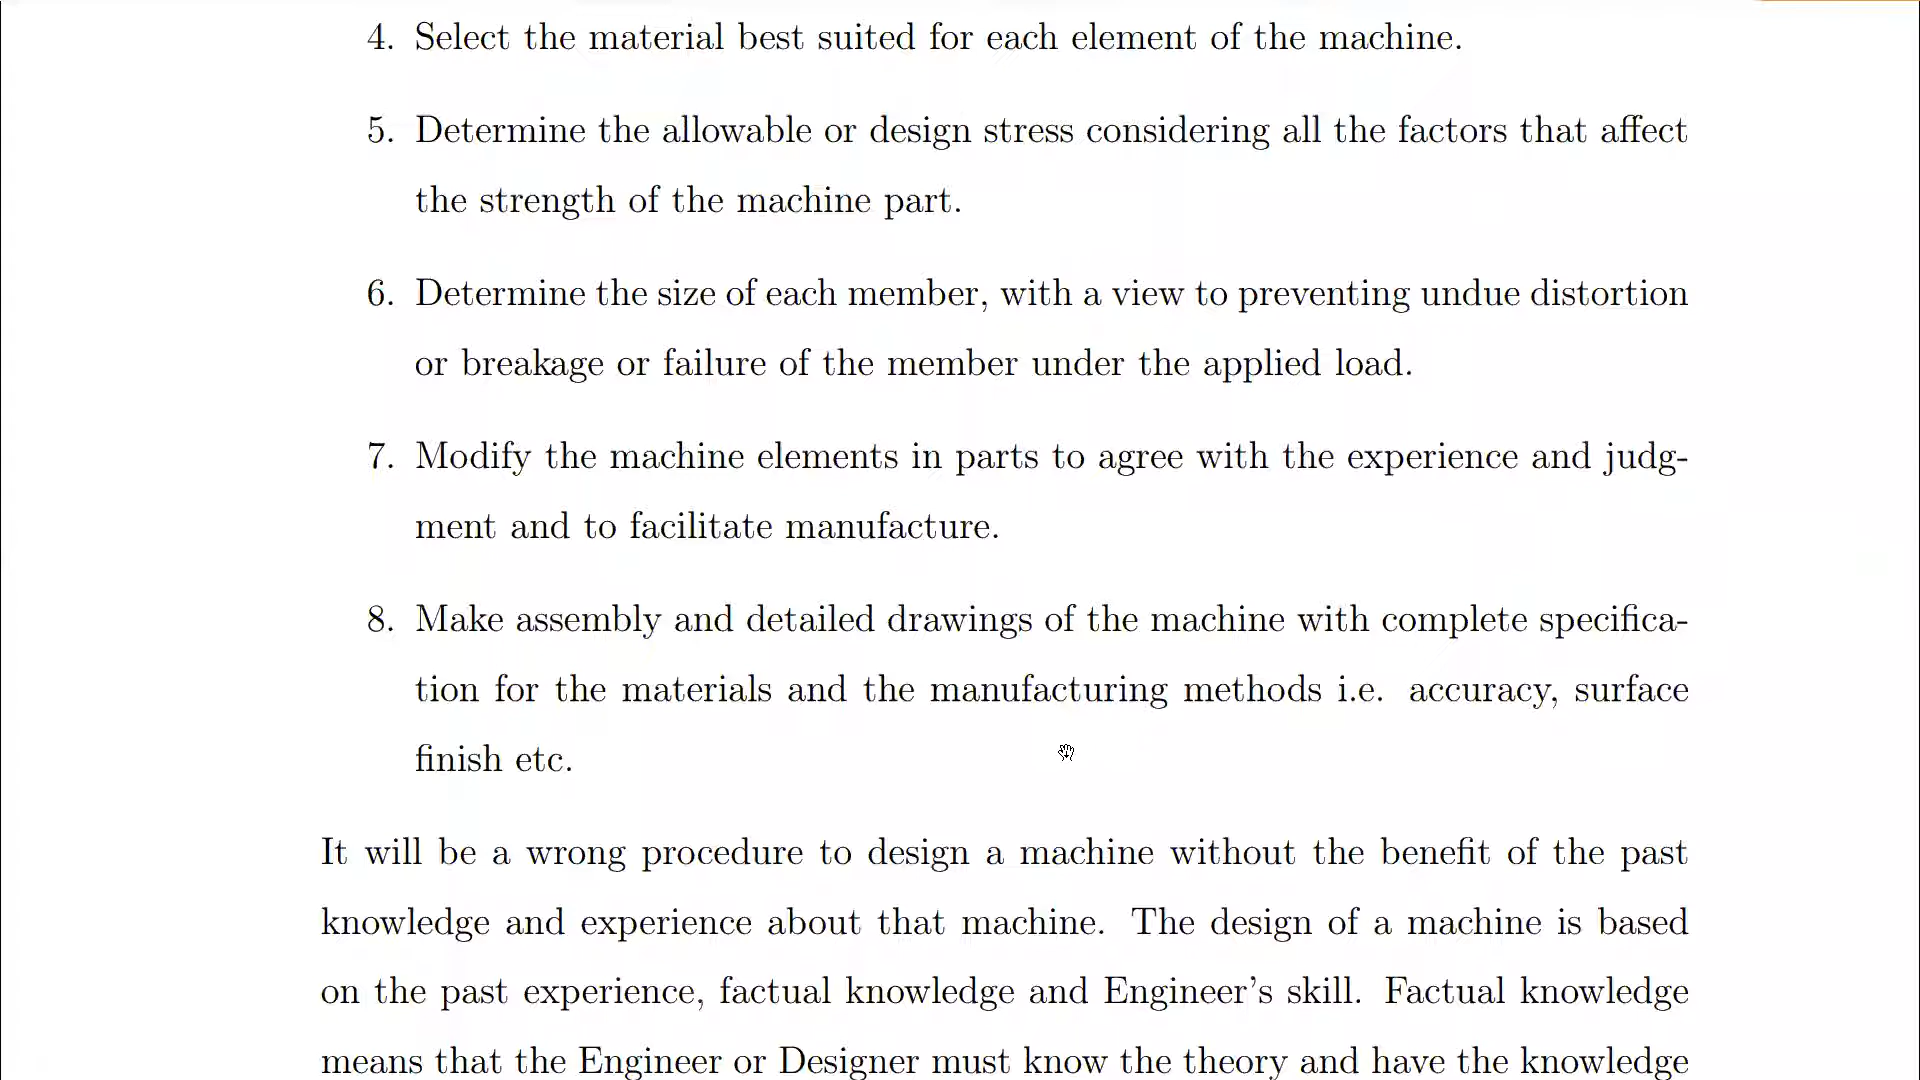 4. Select the material best suited for each element of the machine.
5. Determine the allowable or design stress considering all the factors that affect
the strength of the machine part.
6. Determine the size of each member, with a view to preventing undue distortion
or breakage or failure of the member under the applied load.
7. Modify the machine elements in parts to agree with the experience and judg-
ment and to facilitate manufacture.
8. Make assembly and detailed drawings of the machine with complete specifica-
tion for the materials and the manufacturing methods i.e. accuracy, surface
finish etc.
It will be a wrong procedure to design a machine without the benefit of the past
knowledge and experience about that machine. The design of a machine is based
on the past experience, factual knowledge and Engineer's skill. Factual knowledge
means that the Engineer or Designer must know the theory and have the knowledge